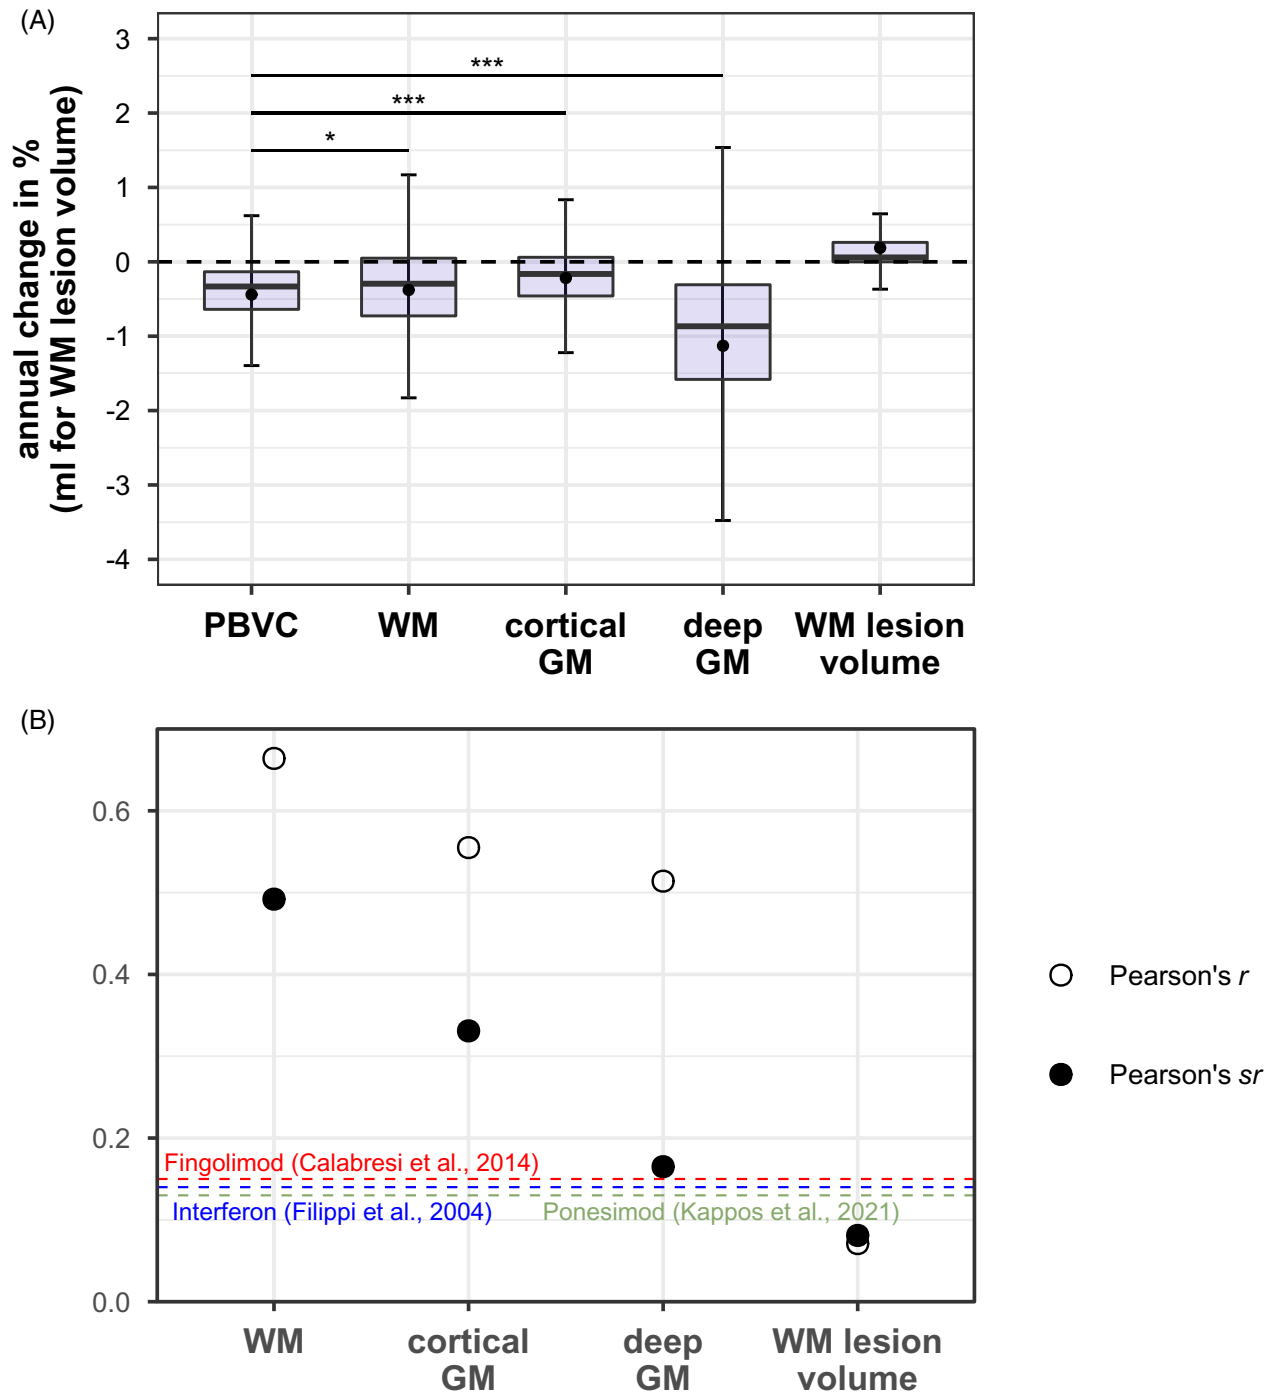 (A)
annual change in %
(ml for WM lesion volume)
3
2
1
0
-1
-2
-3
-4
***
***
*
PBVC
WM
cortical
GM
deep
GM
WM lesion
volume
(B)
0.6
0.4
0.2
0.0
Fingolimod (Calabresi et al., 2014)
Interferon (Filippi et al., 2004)
Ponesimod (Kappos et al., 2021)
WM
cortical
GM
deep
GM
WM lesion
volume
Pearson's r
Pearson's sr